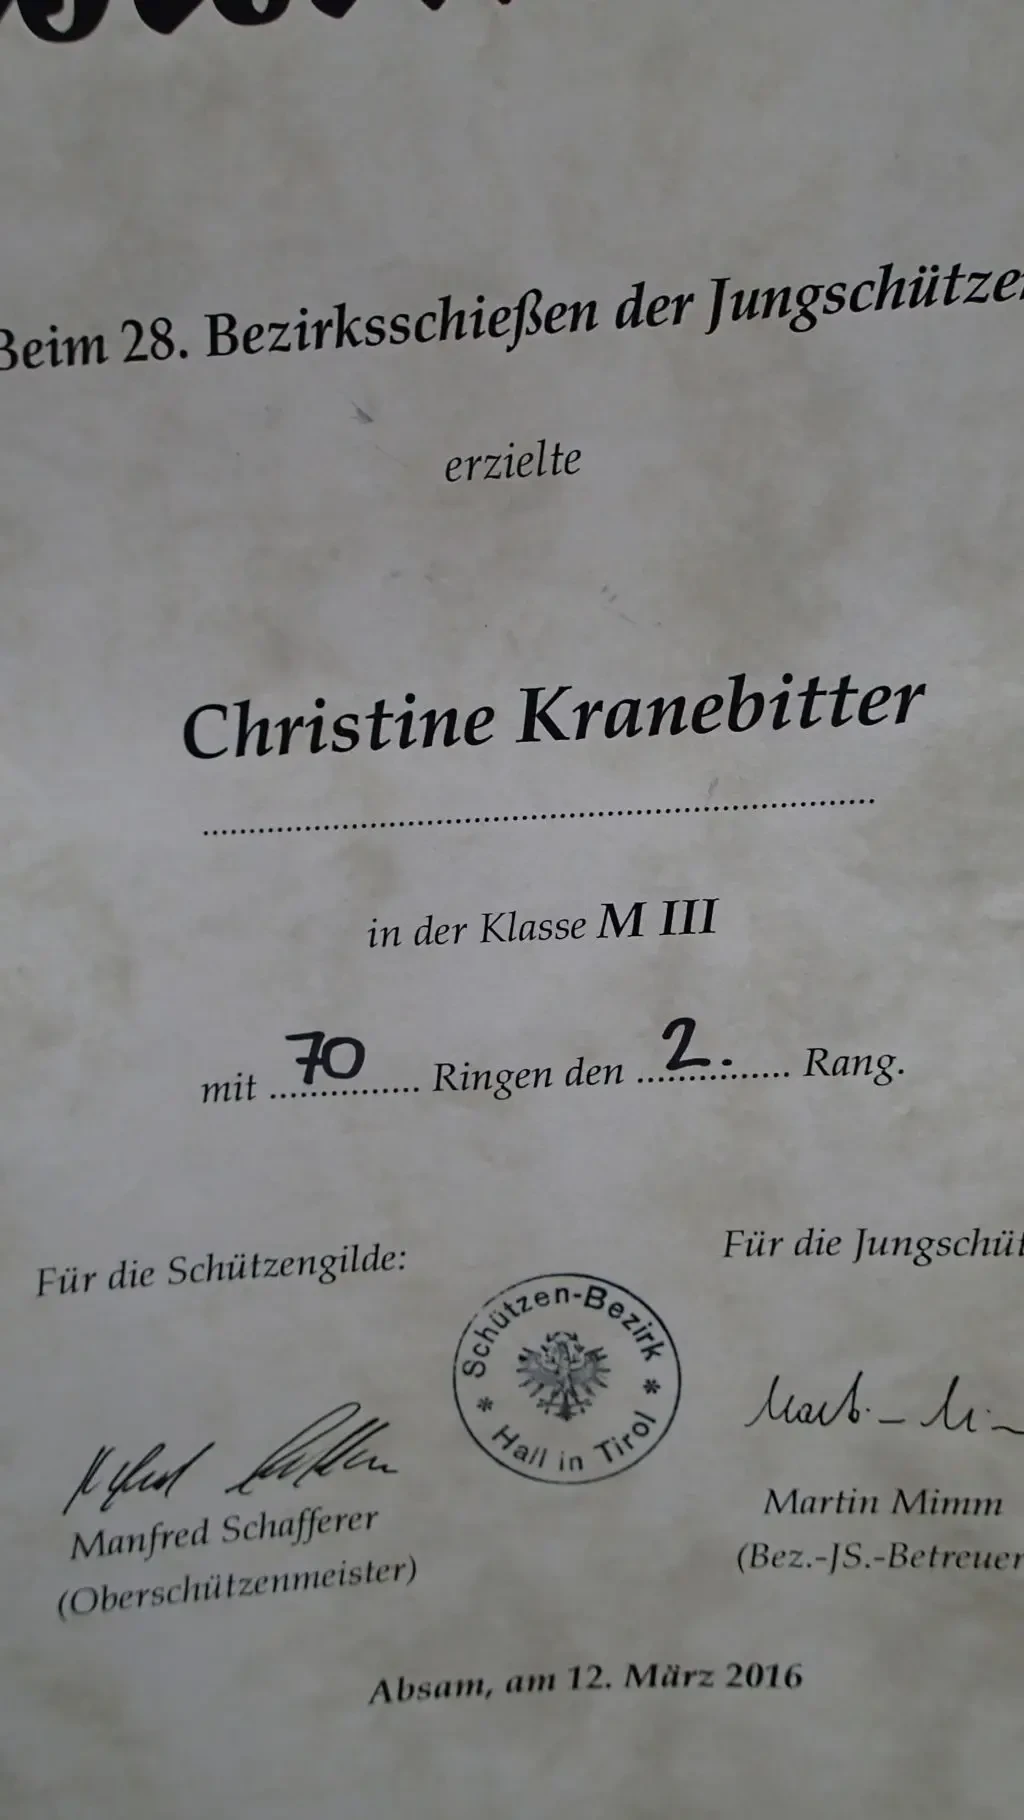 Beim 28. Bezirksschießen der Jungschützen
erzielte
Christine Kranebitter
in der Klasse M III
mit 70 Ringen den 2. Rang.
Für die Schützengilde:
Für die Jungschüt
Schützen-Bezirk
* Hall in Tirol *
Manfred Schafferer
(Oberschützenmeister)
Martin Mimm
(Bez.-JS.-Betreuer
Absam, am 12. März 2016